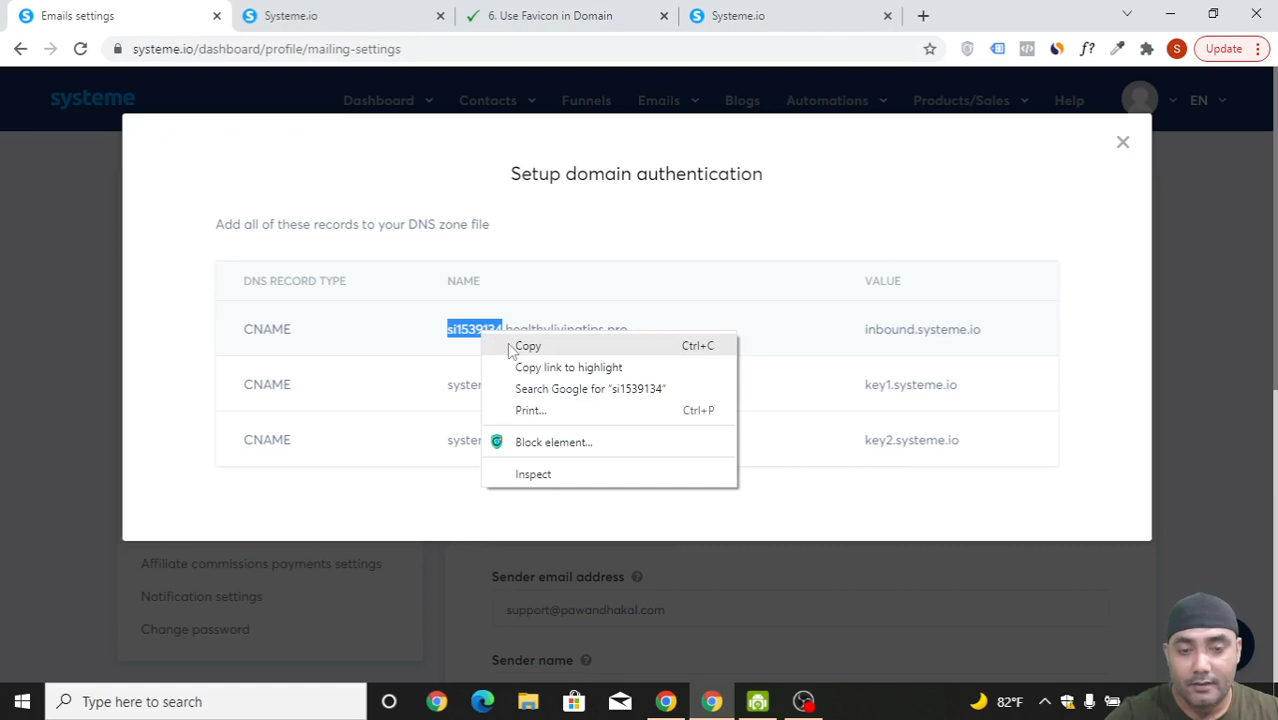 Emails settings
Systeme.io
6. Use Favicon in Domain
Systeme.io
systeme.io/dashboard/profile/mailing-settings
f?
S
Update
systeme
Dashboard
Contacts
Funnels
Emails
Blogs
Automations
Products/Sales
Help
EN
Setup domain authentication
Add all of these records to your DNS zone file
DNS RECORD TYPE
NAME
VALUE
CNAME
si1539134.healthylivingtips.pro
inbound.systeme.io
Copy
Ctrl+C
Copy link to highlight
Search Google for "si1539134"
Print...
Ctrl+P
Block element...
Inspect
CNAME
key1.systeme.io
CNAME
key2.systeme.io
Affiliate commissions payments settings
Notification settings
Change password
Sender email address
support@pawandhakal.com
Sender name
Type here to search
82°F